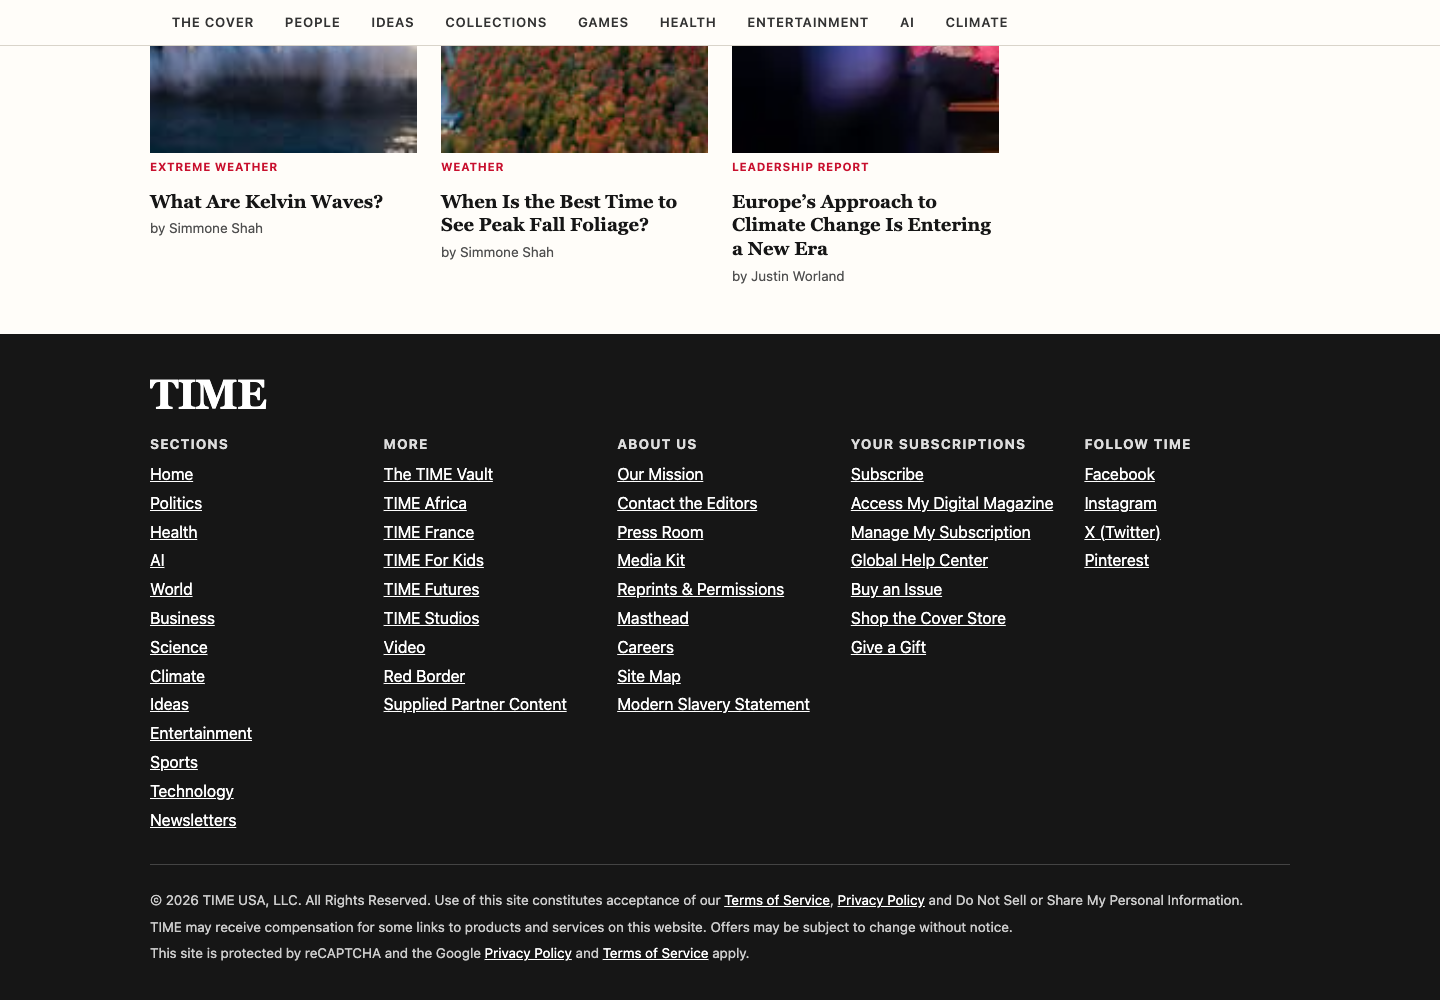 THE COVER PEOPLE IDEAS COLLECTIONS GAMES HEALTH ENTERTAINMENT AI CLIMATE
EXTREME WEATHER
What Are Kelvin Waves?
by Simmone Shah
WEATHER
When Is the Best Time to
See Peak Fall Foliage?
by Simmone Shah
LEADERSHIP REPORT
Europe’s Approach to
Climate Change Is Entering
a New Era
by Justin Worland
TIME
SECTIONS
Home
Politics
Health
AI
World
Business
Science
Climate
Ideas
Entertainment
Sports
Technology
Newsletters
MORE
The TIME Vault
TIME Africa
TIME France
TIME For Kids
TIME Futures
TIME Studios
Video
Red Border
Supplied Partner Content
ABOUT US
Our Mission
Contact the Editors
Press Room
Media Kit
Reprints & Permissions
Masthead
Careers
Site Map
Modern Slavery Statement
YOUR SUBSCRIPTIONS
Subscribe
Access My Digital Magazine
Manage My Subscription
Global Help Center
Buy an Issue
Shop the Cover Store
Give a Gift
FOLLOW TIME
Facebook
Instagram
X (Twitter)
Pinterest
© 2026 TIME USA, LLC. All Rights Reserved. Use of this site constitutes acceptance of our Terms of Service, Privacy Policy and Do Not Sell or Share My Personal Information.
TIME may receive compensation for some links to products and services on this website. Offers may be subject to change without notice.
This site is protected by reCAPTCHA and the Google Privacy Policy and Terms of Service apply.